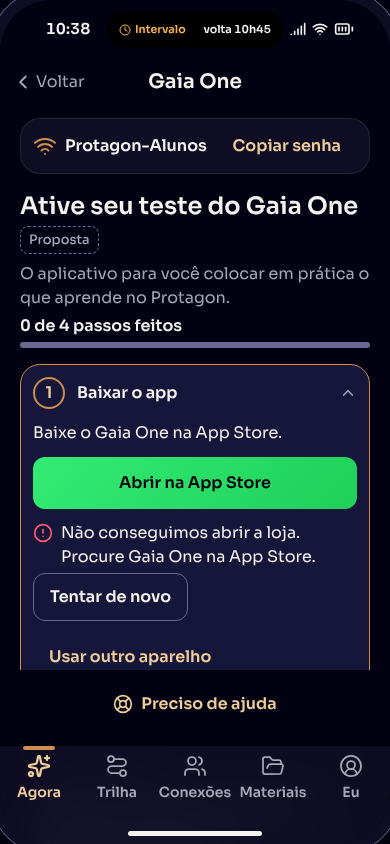 10:38
Intervalo volta 10h45
Voltar
Gaia One
Protagon-Alunos Copiar senha
Ative seu teste do Gaia One
Proposta
O aplicativo para você colocar em prática o
que aprende no Protagon.
0 de 4 passos feitos
1 Baixar o app
Baixe o Gaia One na App Store.
Abrir na App Store
Não conseguimos abrir a loja.
Procure Gaia One na App Store.
Tentar de novo
Usar outro aparelho
Preciso de ajuda
Agora Trilha Conexões Materiais Eu